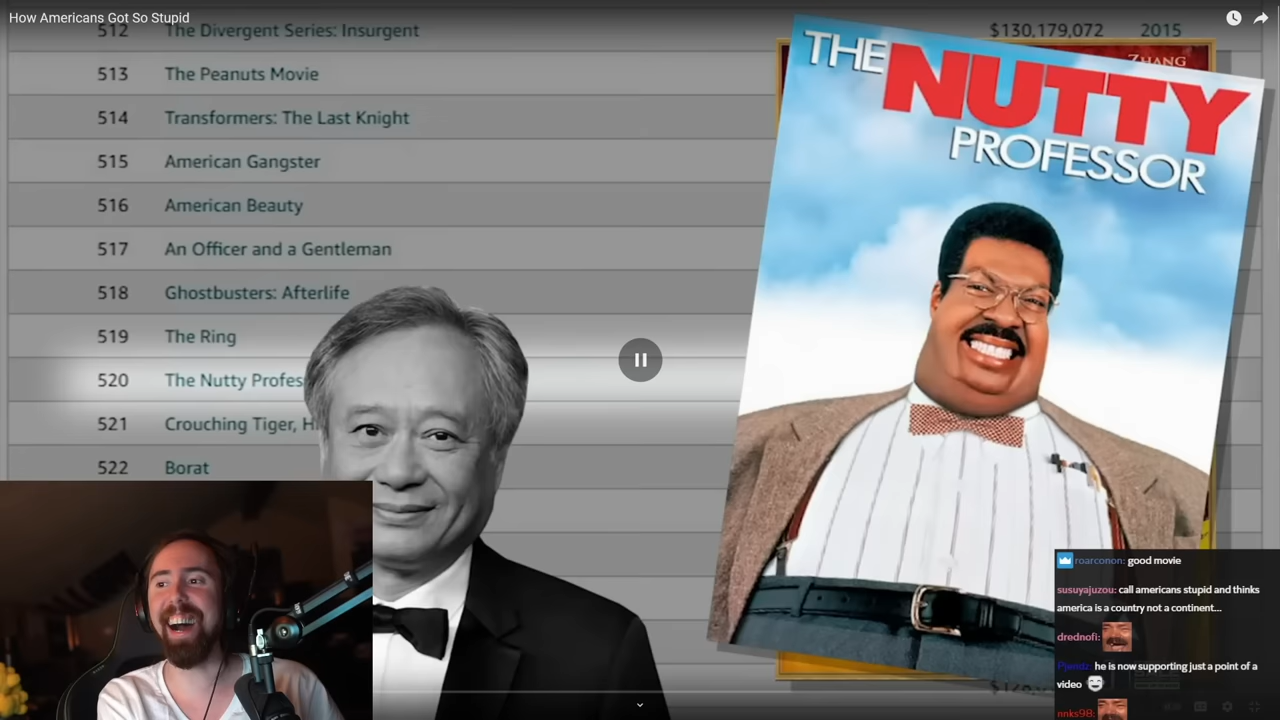 How Americans Got So Stupid
512 The Divergent Series: Insurgent $130,179,072 2015
513 The Peanuts Movie
514 Transformers: The Last Knight
515 American Gangster
516 American Beauty
517 An Officer and a Gentleman
518 Ghostbusters: Afterlife
519 The Ring
520 The Nutty Profes
521 Crouching Tiger, H
522 Borat
ZHANG
THE NUTTY
PROFESSOR
roarconon: good movie
susuyajuzou: call americans stupid and thinks
america is a country not a continent...
drednofi:
he is now supporting just a point of a
video
nnks98: